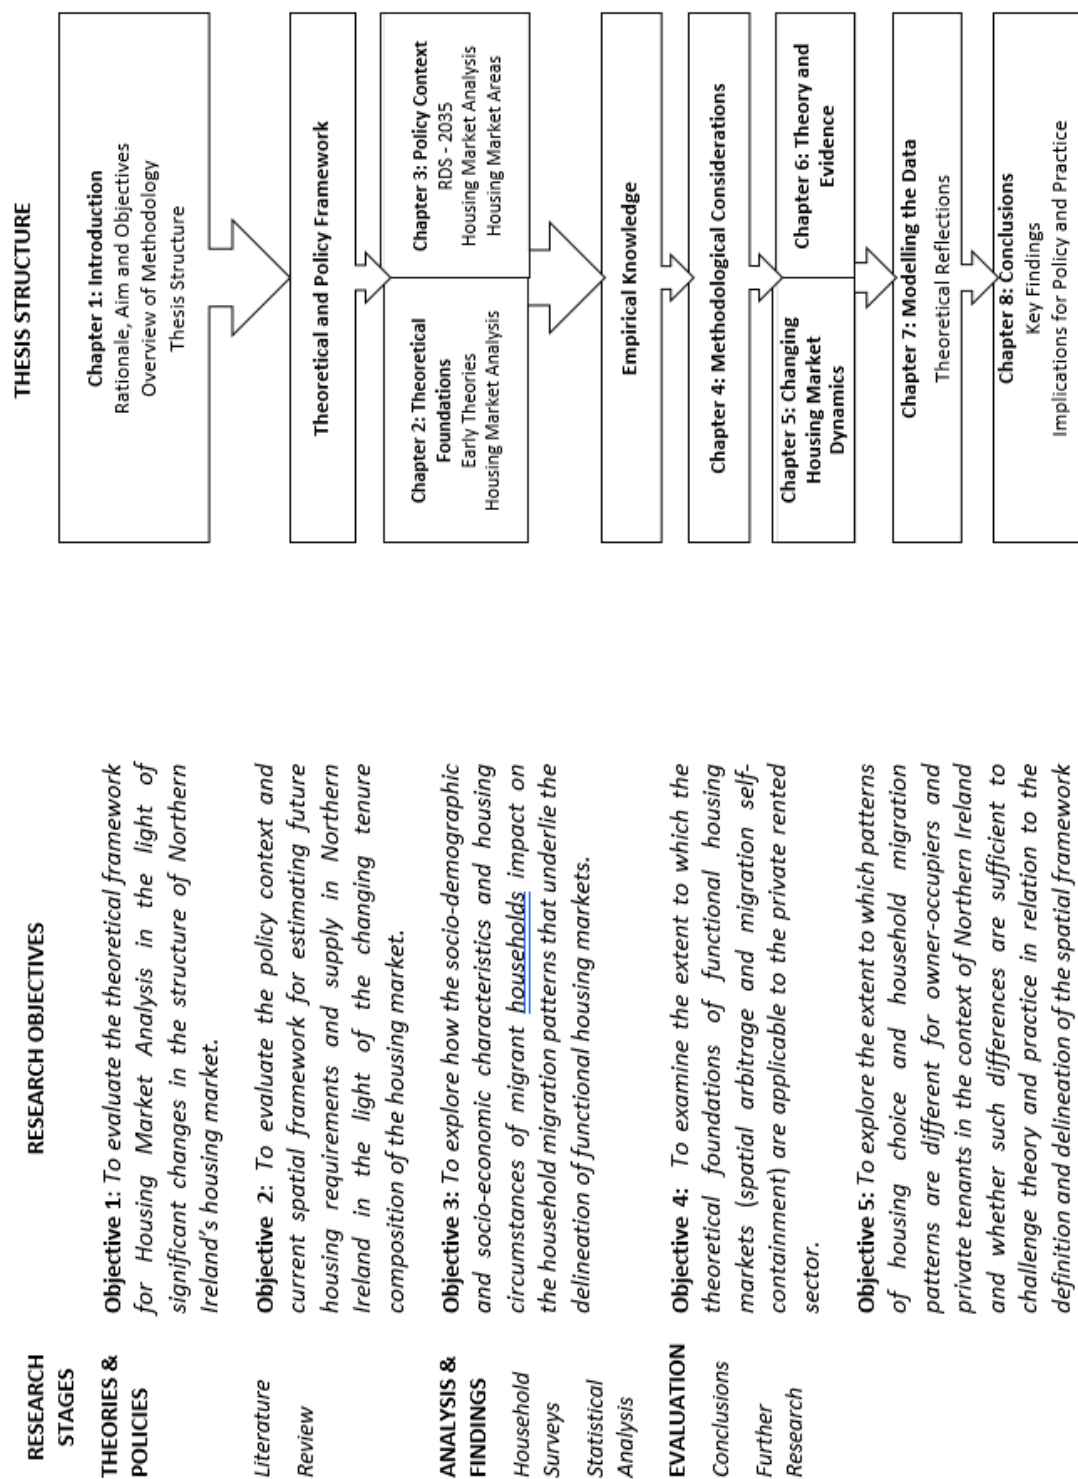 RESEARCH
STAGES
THEORIES &
POLICIES
Literature
Review
ANALYSIS &
FINDINGS
Household
Surveys
Statistical
Analysis
EVALUATION
Conclusions
Further
Research
RESEARCH OBJECTIVES
Objective 1: To evaluate the theoretical framework
for Housing Market Analysis in the light of
significant changes in the structure of Northern
Ireland's housing market.
Objective 2: To evaluate the policy context and
current spatial framework for estimating future
housing requirements and supply in Northern
Ireland in the light of the changing tenure
composition of the housing market.
Objective 3: To explore how the socio-demographic
and socio-economic characteristics and housing
circumstances of migrant households impact on
the household migration patterns that underlie the
delineation of functional housing markets.
Objective 4: To examine the extent to which the
theoretical foundations of functional housing
markets (spatial arbitrage and migration self-
containment) are applicable to the private rented
sector.
Objective 5: To explore the extent to which patterns
of housing choice and household migration
patterns are different for owner-occupiers and
private tenants in the context of Northern Ireland
and whether such differences are sufficient to
challenge theory and practice in relation to the
definition and delineation of the spatial framework
THESIS STRUCTURE
Chapter 1: Introduction
Rationale, Aim and Objectives
Overview of Methodology
Thesis Structure
Theoretical and Policy Framework
Chapter 2: Theoretical
Foundations
Early Theories
Housing Market Analysis
Chapter 3: Policy Context
RDS - 2035
Housing Market Analysis
Housing Market Areas
Empirical Knowledge
Chapter 4: Methodological Considerations
Chapter 5: Changing
Housing Market
Dynamics
Chapter 6: Theory and
Evidence
Chapter 7: Modelling the Data
Theoretical Reflections
Chapter 8: Conclusions
Key Findings
Implications for Policy and Practice